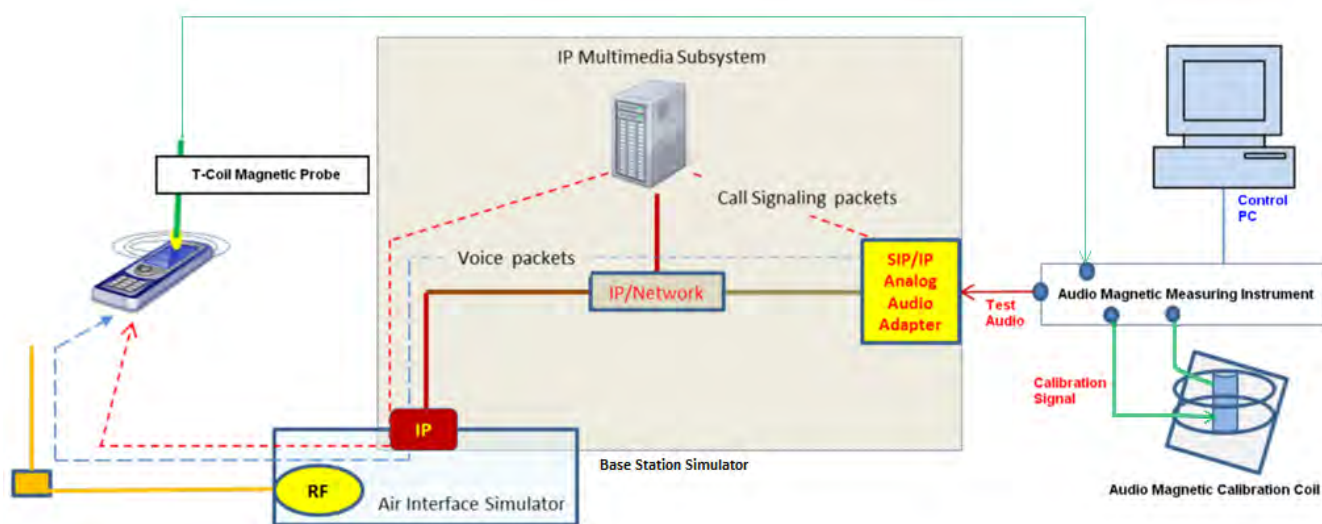 IP Multimedia Subsystem
T-Coil Magnetic Probe
Call Signaling packets
Control
PC
Voice packets
SIP/IP
Analog
Audio
Adapter
IP/Network
Test
Audio
Audio Magnetic Measuring Instrument
Calibration
Signal
IP
Base Station Simulator
RF
Air Interface Simulator
Audio Magnetic Calibration Coil